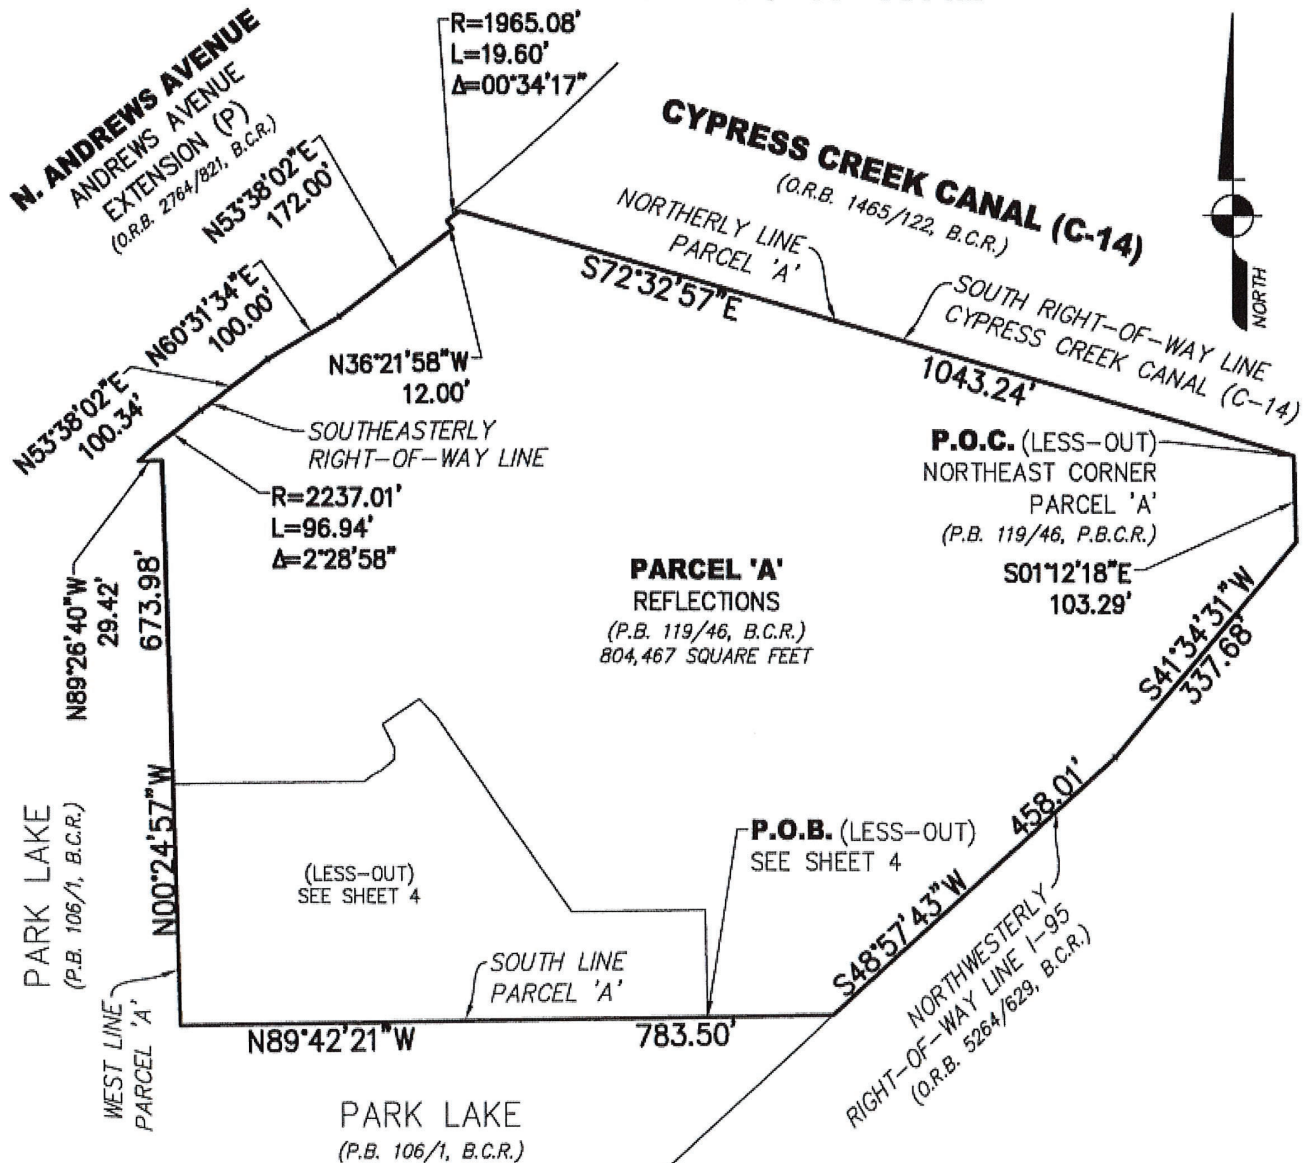 R=1965.08'
L=19.60'
Δ=00°34'17"
N. ANDREWS AVENUE
ANDREWS AVENUE
EXTENSION (P)
(O.R.B. 2764/821, B.C.R.)
N53°38'02"E
172.00'
N60°31'34"E
100.00'
N53°38'02"E
100.34'
CYPRESS CREEK CANAL (C-14)
(O.R.B. 1465/122, B.C.R.)
NORTHERLY LINE
PARCEL 'A'
S72°32'57"E
1043.24'
SOUTH RIGHT-OF-WAY LINE
CYPRESS CREEK CANAL (C-14)
NORTH
N36°21'58"W
12.00'
SOUTHEASTERLY
RIGHT-OF-WAY LINE
R=2237.01'
L=96.94'
Δ=2°28'58"
P.O.C. (LESS-OUT)
NORTHEAST CORNER
PARCEL 'A'
(P.B. 119/46, P.B.C.R.)
S01°12'18"E
103.29'
N89°26'40"W
29.42'
673.98'
N00°24'57"W
PARCEL 'A'
REFLECTIONS
(P.B. 119/46, B.C.R.)
804,467 SQUARE FEET
S41°34'31"W
337.68'
458.01'
S48°57'43"W
P.O.B. (LESS-OUT)
SEE SHEET 4
(LESS-OUT)
SEE SHEET 4
PARK LAKE
(P.B. 106/1, B.C.R.)
WEST LINE
PARCEL 'A'
SOUTH LINE
PARCEL 'A'
N89°42'21"W
783.50'
NORTHWESTERLY
RIGHT-OF-WAY LINE I-95
(O.R.B. 5264/629, B.C.R.)
PARK LAKE
(P.B. 106/1, B.C.R.)